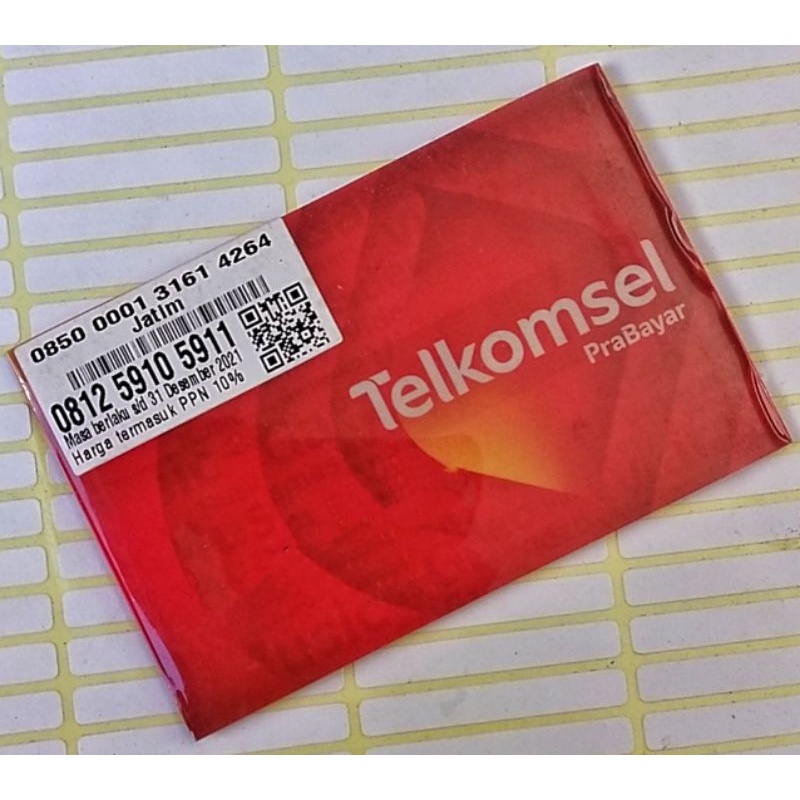 0850 0001 3161 4264
Jatim
0812 5910 5911
Masa berlaku s/d 31 Desember 2021
Harga termasuk PPN 10%
Telkomsel
PraBayar